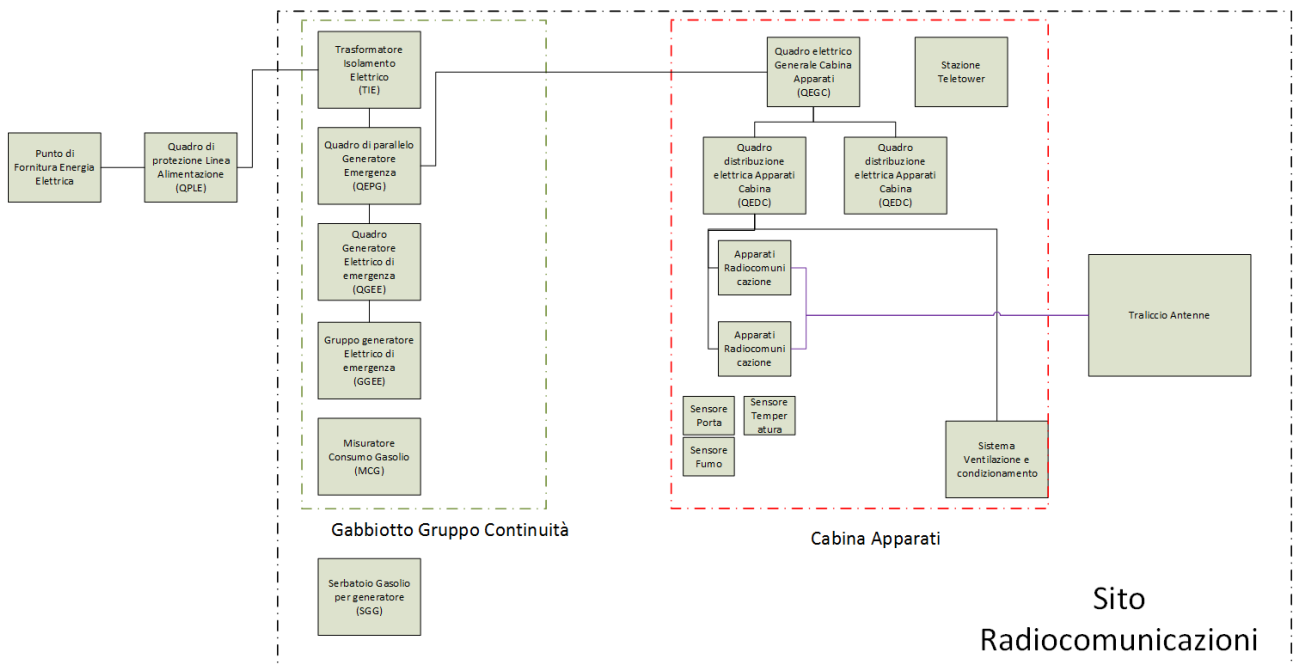 Punto di
Fornitura Energia
Elettrica
Quadro di
protezione Linea
Alimentazione
(QPLE)
Trasformatore
Isolamento
Elettrico
(TIE)
Quadro di parallelo
Generatore
Emergenza
(QEPG)
Quadro
Generatore
Elettrico di
emergenza
(QGEE)
Gruppo generatore
Elettrico di
emergenza
(GGEE)
Misuratore
Consumo Gasolio
(MCG)
Gabbiotto Gruppo Continuità
Serbatoio Gasolio
per generatore
(SGG)
Quadro elettrico
Generale Cabina
Apparati
(QEGC)
Stazione
Teletower
Quadro
distribuzione
elettrica Apparati
Cabina
(QEDC)
Quadro
distribuzione
elettrica Apparati
Cabina
(QEDC)
Apparati
Radiocomuni
cazione
Apparati
Radiocomuni
cazione
Sensore
Porta
Sensore
Temper
atura
Sensore
Fumo
Sistema
Ventilazione e
condizionamento
Cabina Apparati
Traliccio Antenne
Sito
Radiocomunicazioni